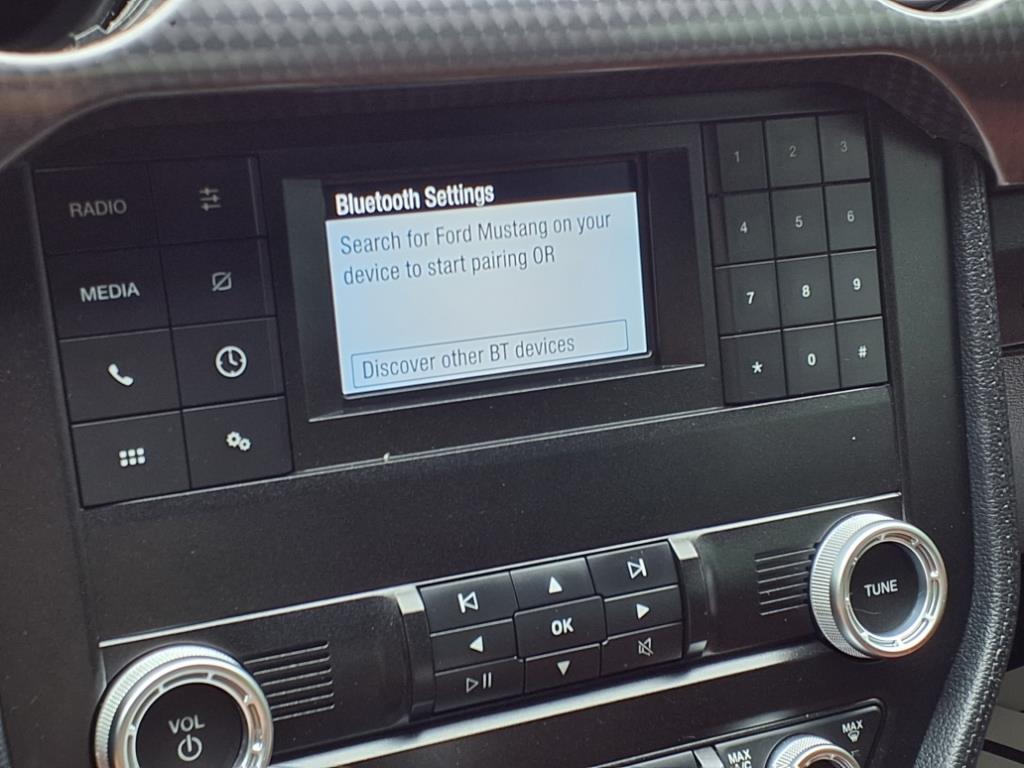 Bluetooth Settings
Search for Ford Mustang on your
device to start pairing OR
Discover other BT devices
RADIO
MEDIA
1 2 3
4 5 6
7 8 9
* 0 #
OK
VOL
TUNE
MAX
A/C
MAX